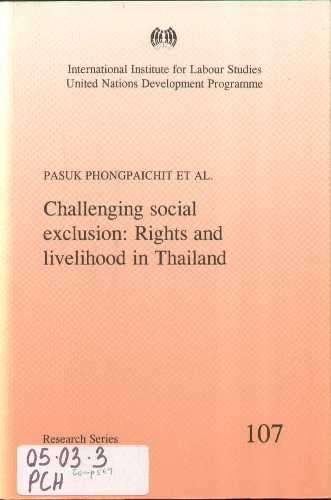 International Institute for Labour Studies
United Nations Development Programme
PASUK PHONGPAICHIT ET AL.
Challenging social
exclusion: Rights and
livelihood in Thailand
Research Series
107
05.03.3
PCH